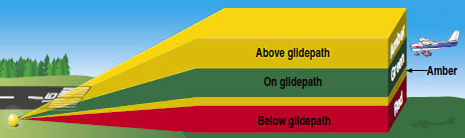 Above glidepath
Amber
On glidepath
Green
Amber
Below glidepath
Red